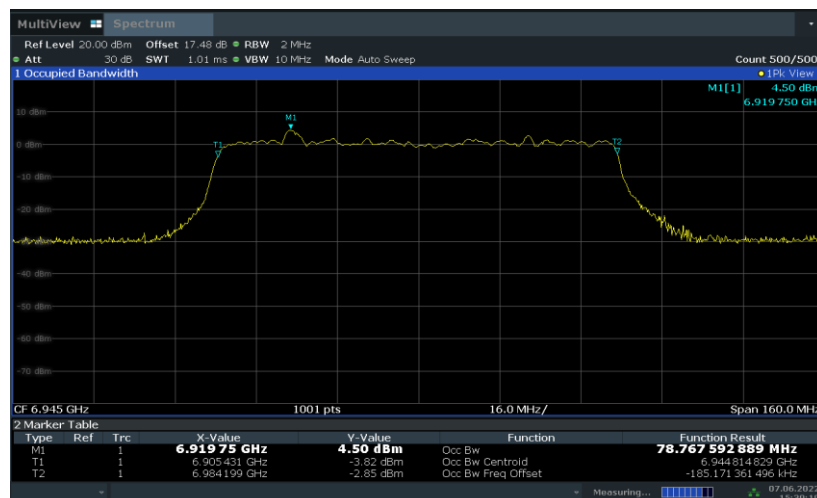 MultiView Spectrum
Ref Level 20.00 dBm Offset 17.48 dB RBW 2 MHz
Att 30 dB SWT 1.01 ms VBW 10 MHz Mode Auto Sweep Count 500/500
1 Occupied Bandwidth 1Pk View
M1[1] 4.50 dBm
6.919 750 GH
10 dBm
M1
0 dBm
T1
T2
-10 dBm
-20 dBm
-40 dBm
-50 dBm
-60 dBm
-70 dBm
CF 6.945 GHz 1001 pts 16.0 MHz/ Span 160.0 MHz
2 Marker Table
Type Ref Trc X-Value Y-Value Function Function Result
M1 1 6.919 75 GHz 4.50 dBm Occ Bw 78.767 592 889 MHz
T1 1 6.905 431 GHz -3.82 dBm Occ Bw Centroid 6.944 814 829 GHz
T2 1 6.984 199 GHz -2.85 dBm Occ Bw Freq Offset -185.171 361 496 kHz
Measuring... 07.06.2022